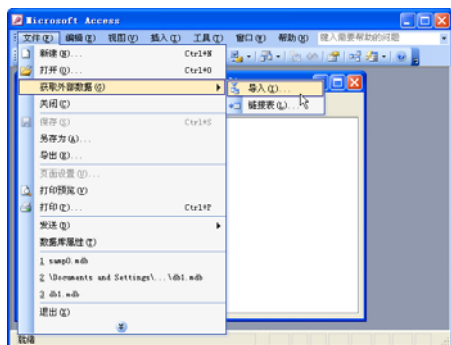 Microsoft Access
文件(F) 编辑(E) 视图(V) 插入(I) 工具(T) 窗口(W) 帮助(H) 键入需要帮助的问题
新建(N)... Ctrl+N
打开(O)... Ctrl+O
获取外部数据(G)
导入(I)...
关闭(C)
链接表(L)...
保存(S) Ctrl+S
另存为(A)...
导出(E)...
页面设置(U)...
打印预览(V)
打印(P)... Ctrl+P
发送(D)
数据库属性(T)
1 samp0.mdb
2 \Documents and Settings\...\db1.mdb
3 db1.mdb
退出(X)
就绪